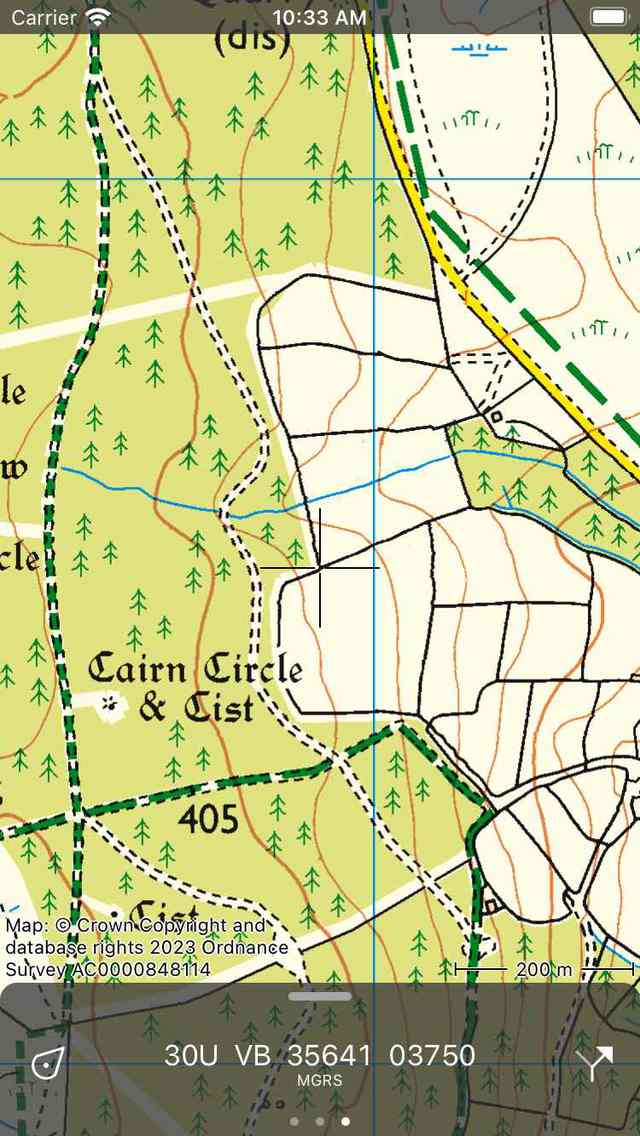 Carrier 10:33 AM
(dis)
le
w
cle
Cairn Circle
& Cist
405
Cist
Map: © Crown Copyright and
database rights 2023 Ordnance
Survey AC0000848114
200 m
30U VB 35641 03750
MGRS